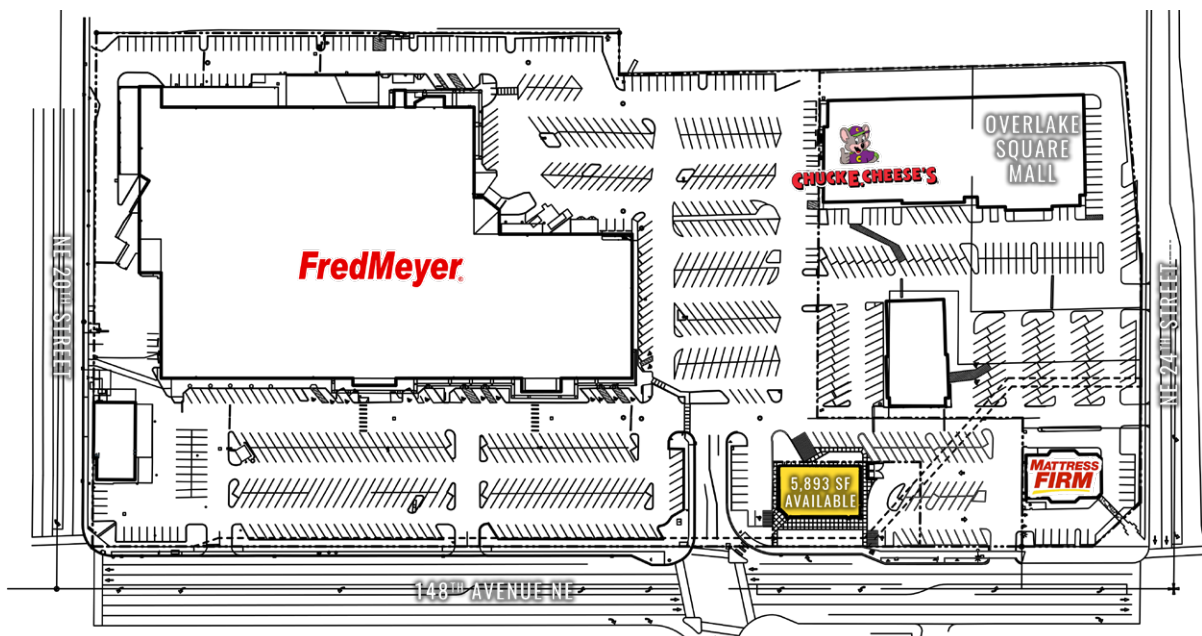 OVERLAKE
SQUARE
MALL
CHUCK E. CHEESE'S
FredMeyer
NE 20TH STREET
NE 24TH STREET
MATTRESS
FIRM
5,893 SF
AVAILABLE
148TH AVENUE NE